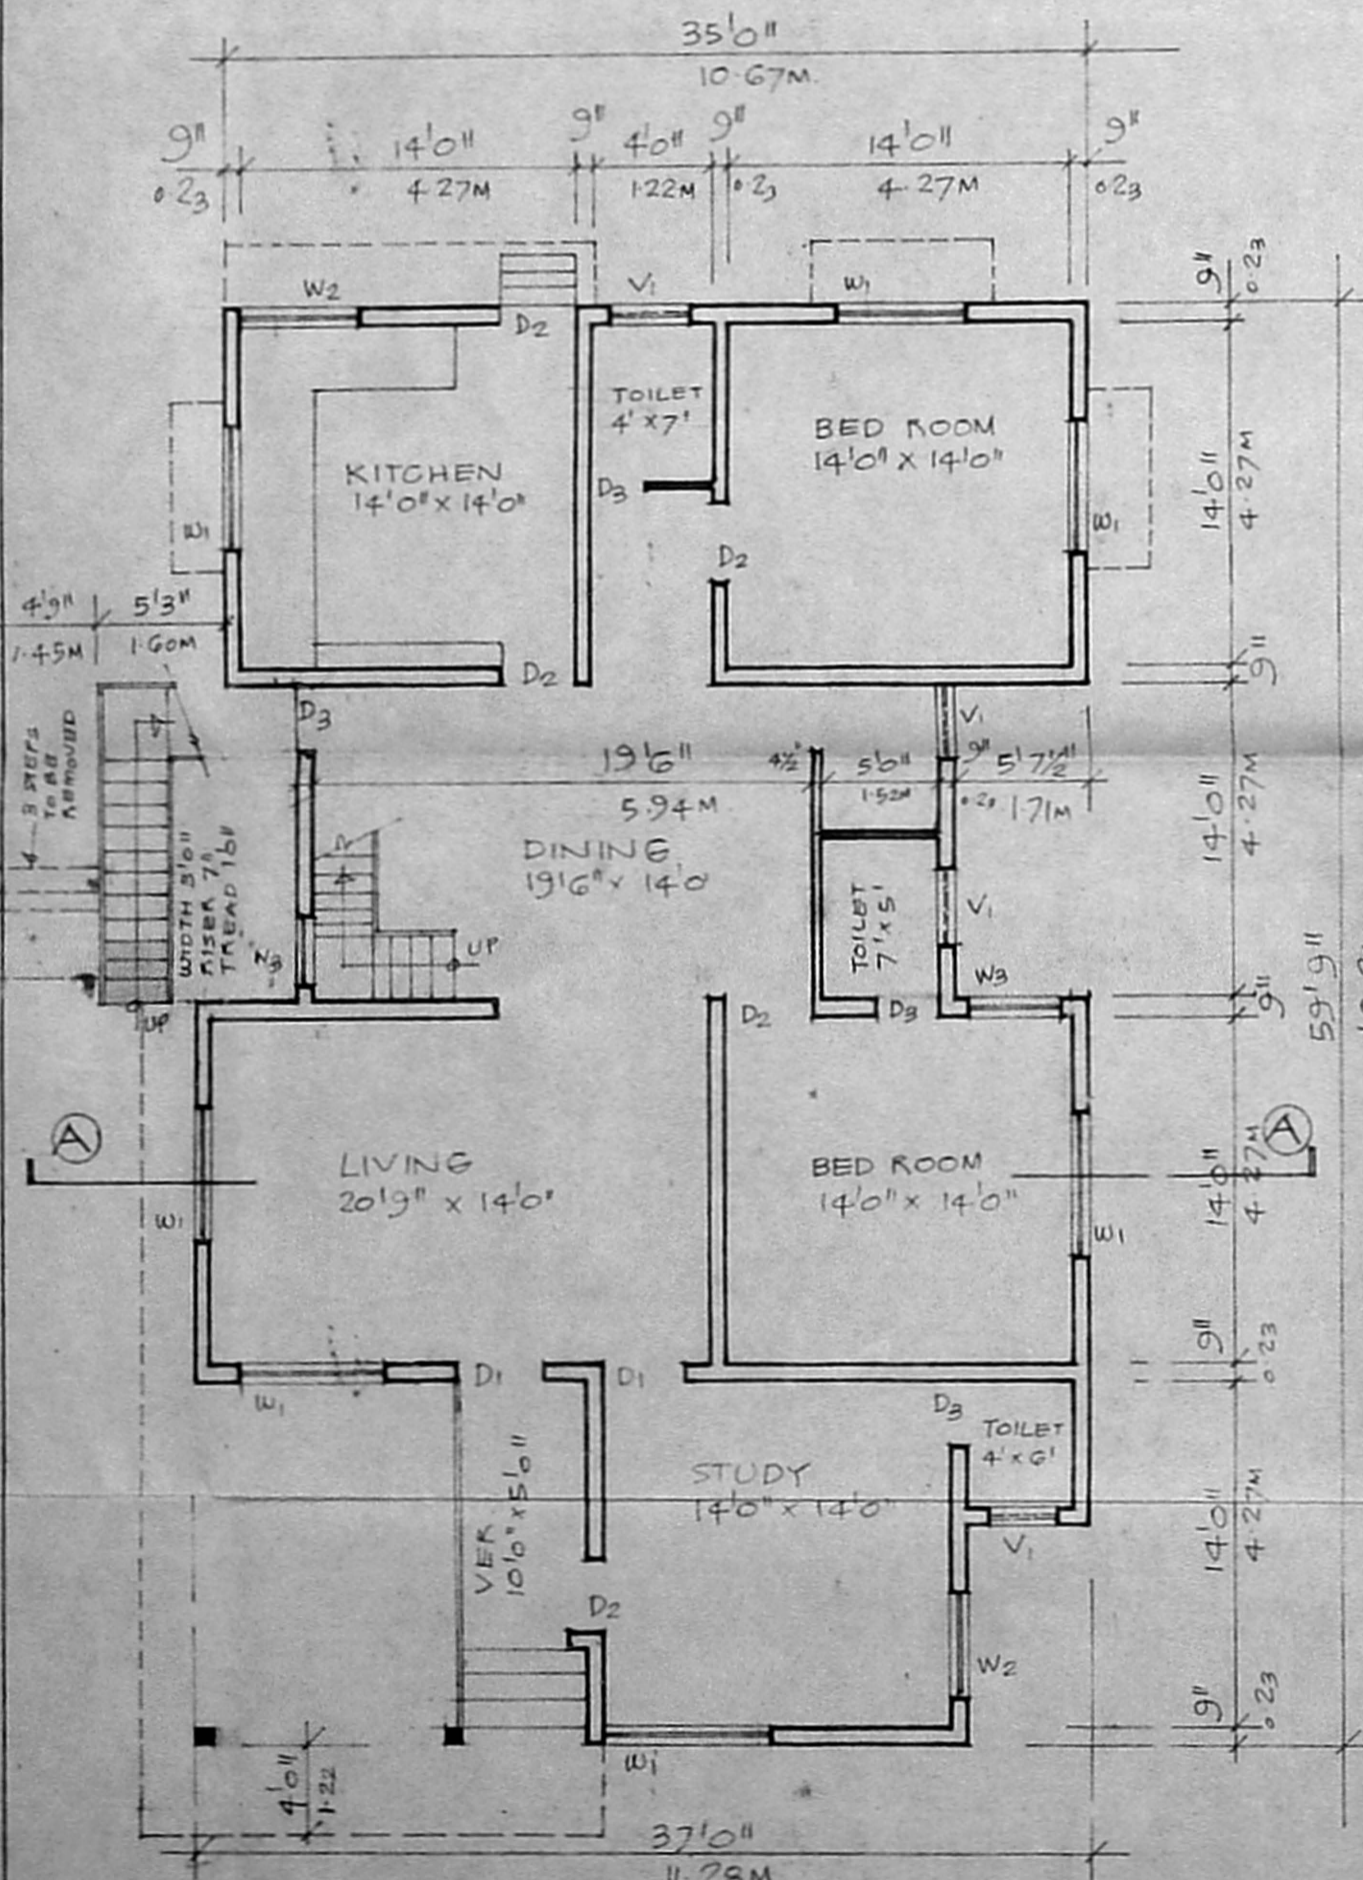 35'0"
10.67M.
9" 14'0" 9" 4'0" 9" 14'0" 9"
0.23 4.27M 1.22M 0.23 4.27M 0.23
9"
0.23
W2 V1 W1
D2
TOILET
4' x 7'
BED ROOM
14'0" x 14'0"
KITCHEN
14'0" x 14'0"
D3
W1
W1
14'0"
4.27M
D2
4'9" 5'3"
1.45M 1.60M
D2
9"
D3
V1
3 STEPS
TO BE
REMOVED
19'6" 4½" 5'0" 9" 5'7½"
5.94M 1.52M 1.71M
14'0"
4.27M
DINING
19'6" x 14'0
WIDTH 3'0"
RISER 7"
TREAD 10"
TOILET
7' x 5'
V1
UP
W3
UP
D2
D3
9"
59'9"
A
A
LIVING
20'9" x 14'0"
BED ROOM
14'0" x 14'0"
14'0"
4.27M
W1
W1
9"
0.23
W1
D1
D1
D3
TOILET
4' x 6'
STUDY
14'0" x 14'0"
VER
10'0" x 5'0"
V1
14'0"
4.27M
D2
W2
9"
0.23
W1
4'0"
1.22
37'0"
11.28M